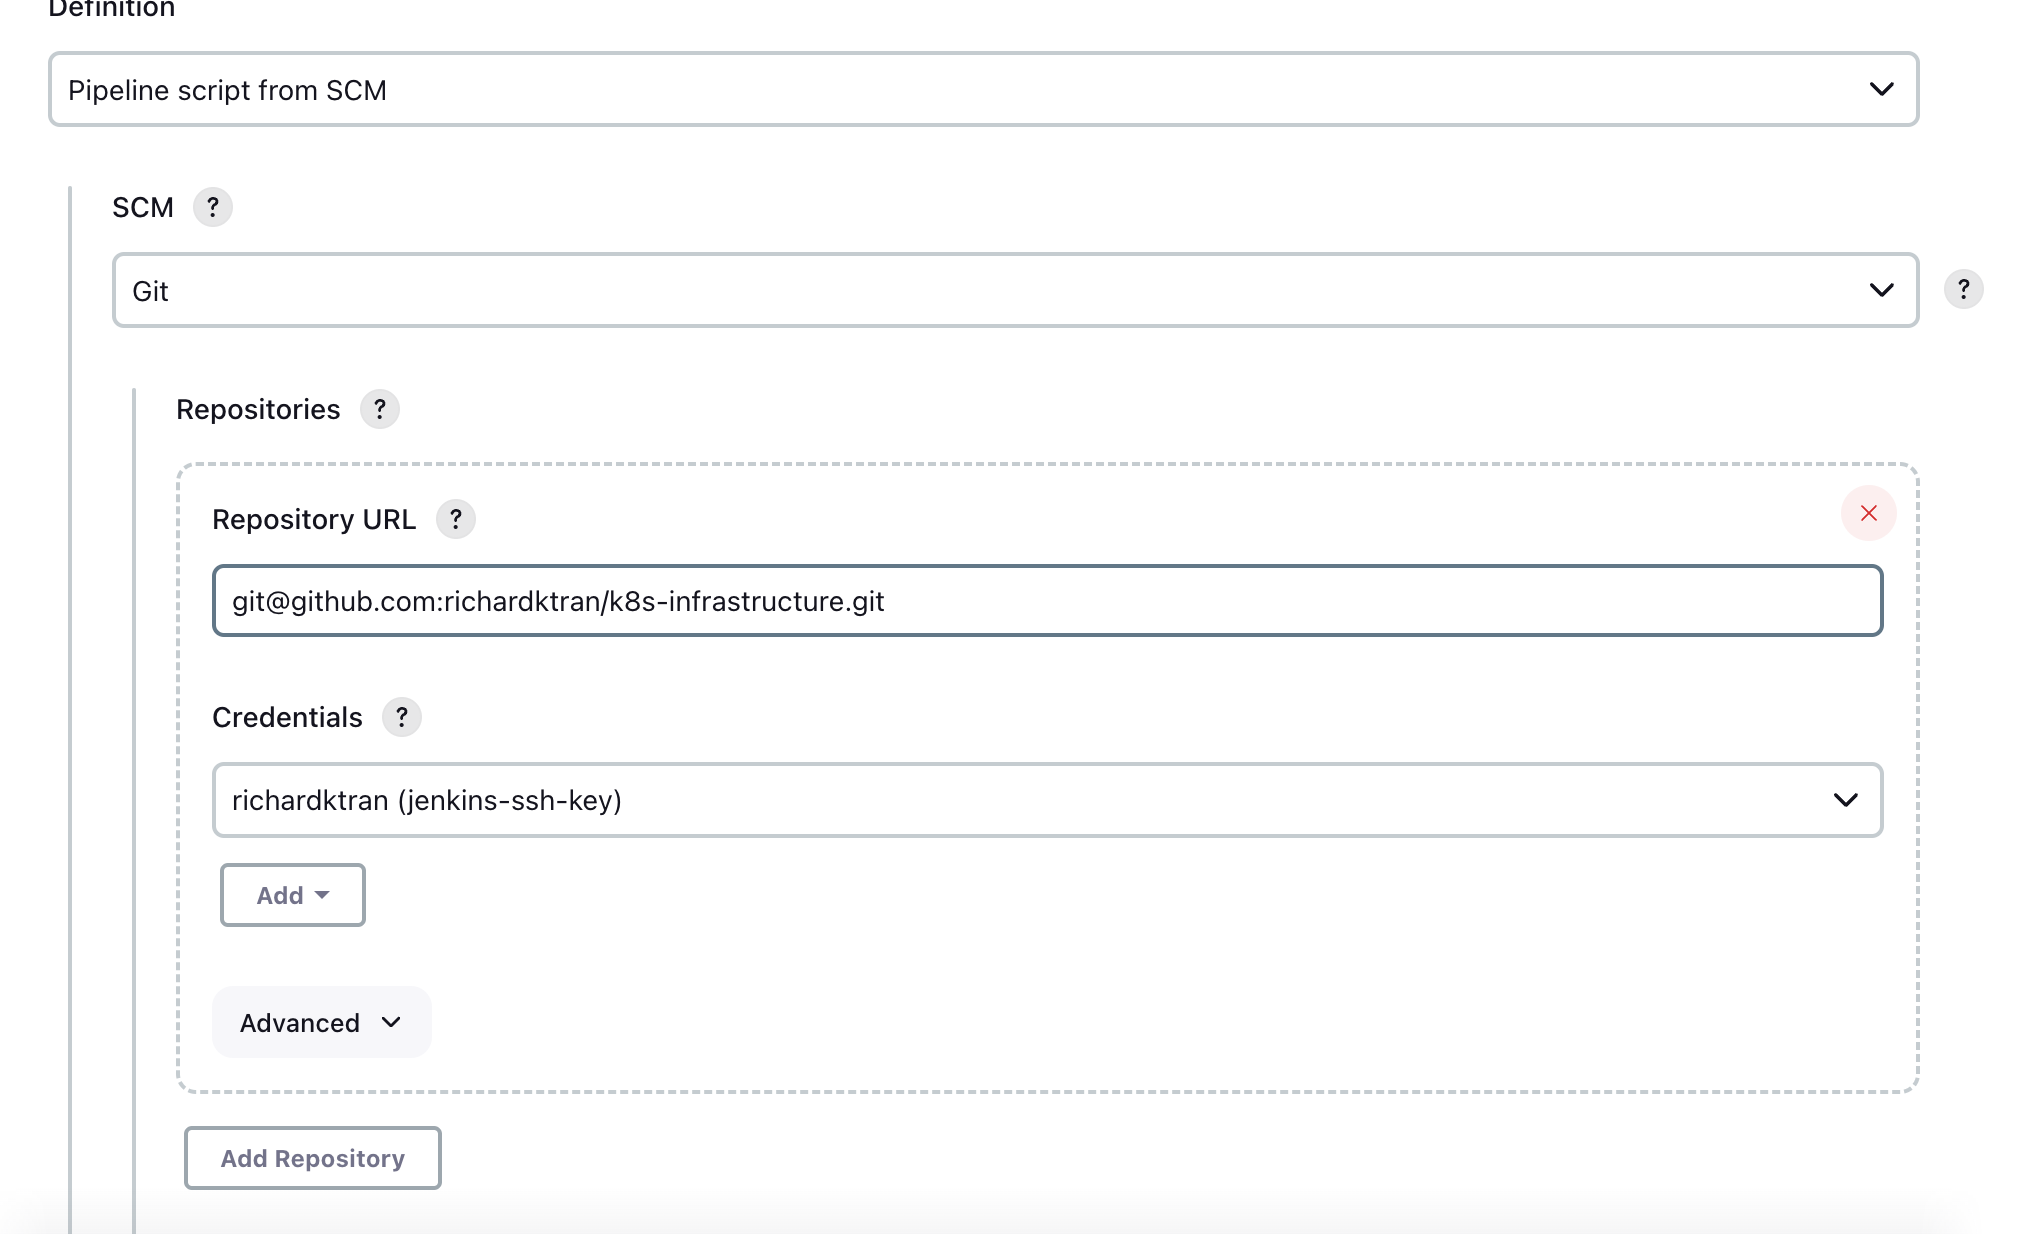 Definition
Pipeline script from SCM
SCM ?
Git
?
Repositories ?
Repository URL ?
git@github.com:richardktran/k8s-infrastructure.git
Credentials ?
richardktran (jenkins-ssh-key)
Add
Advanced
Add Repository